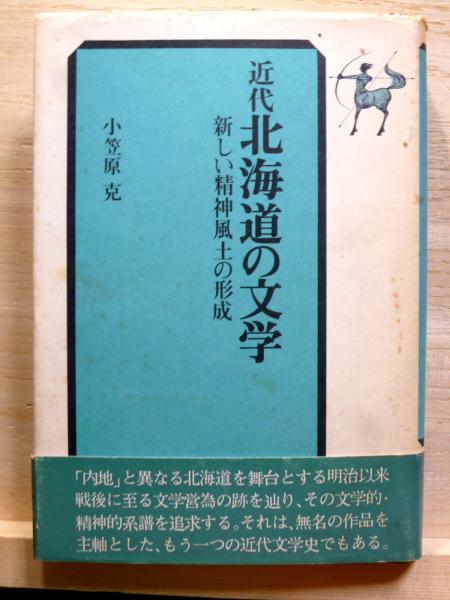 近代北海道の文学
新しい精神風土の形成
小笠原 克
「内地」と異なる北海道を舞台とする明治以来
戦後に至る文学営為の跡を辿り、その文学的・
精神的系譜を追求する。それは、無名の作品を
主軸とした、もう一つの近代文学史でもある。